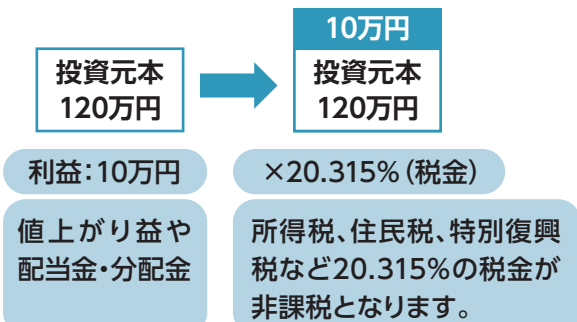 10万円
投資元本
120万円
投資元本
120万円
利益:10万円
×20.315%(税金)
値上がり益や
配当金・分配金
所得税、住民税、特別復興
税など20.315%の税金が
非課税となります。